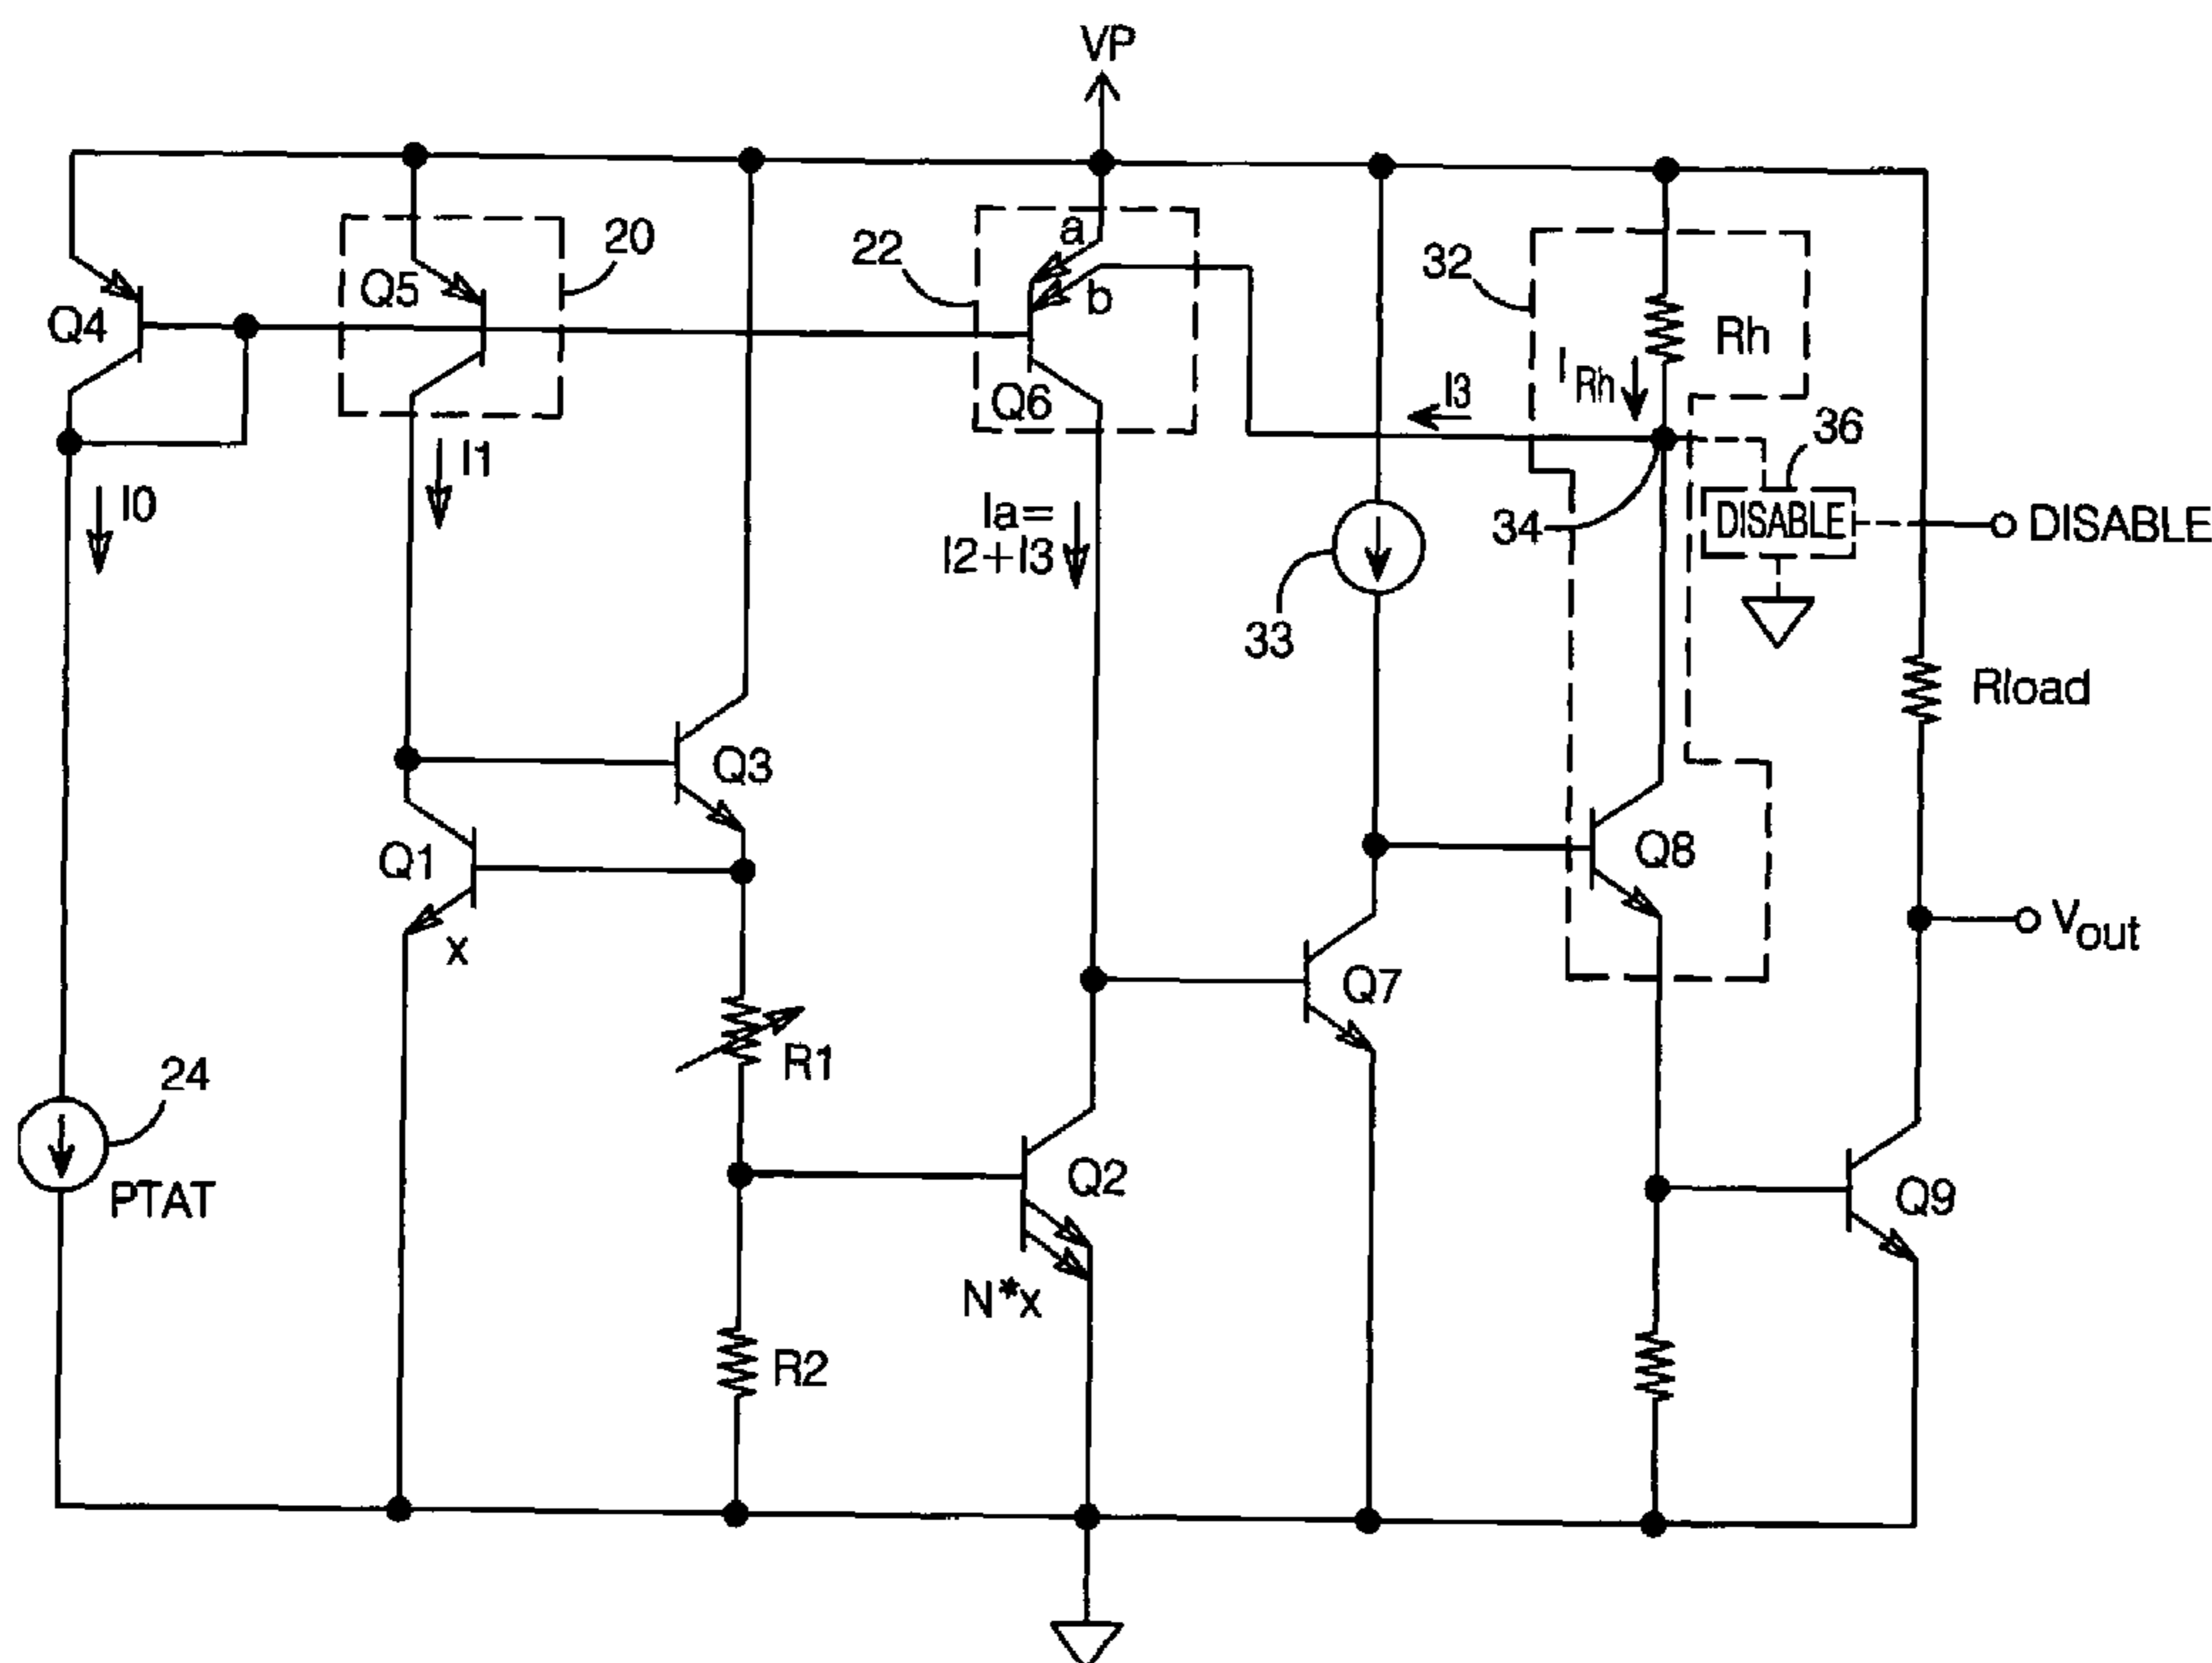 VP
20
22
a
b
32
Q5
Q4
Rh
I Rh
Q6
I3
36
I1
I0
Ia=
I2+I3
34
DISABLE
DISABLE
33
Rload
Q3
Q1
Q8
x
Vout
Q7
R1
24
Q2
PTAT
Q9
N*x
R2